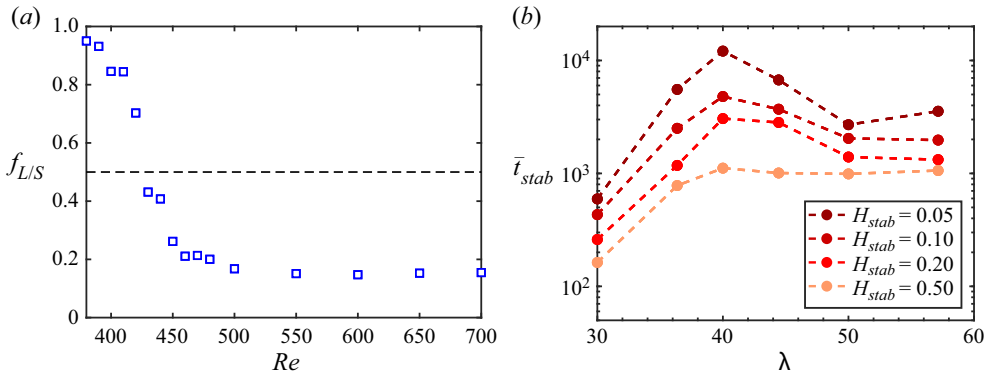 (a)
1.0
0.8
0.6
0.4
0.2
0
f_{L/S}
400 450 500 550 600 650 700
Re
(b)
10^4
10^3
10^2
t̄_{stab}
30 40 50 60
λ
H_{stab} = 0.05
H_{stab} = 0.10
H_{stab} = 0.20
H_{stab} = 0.50